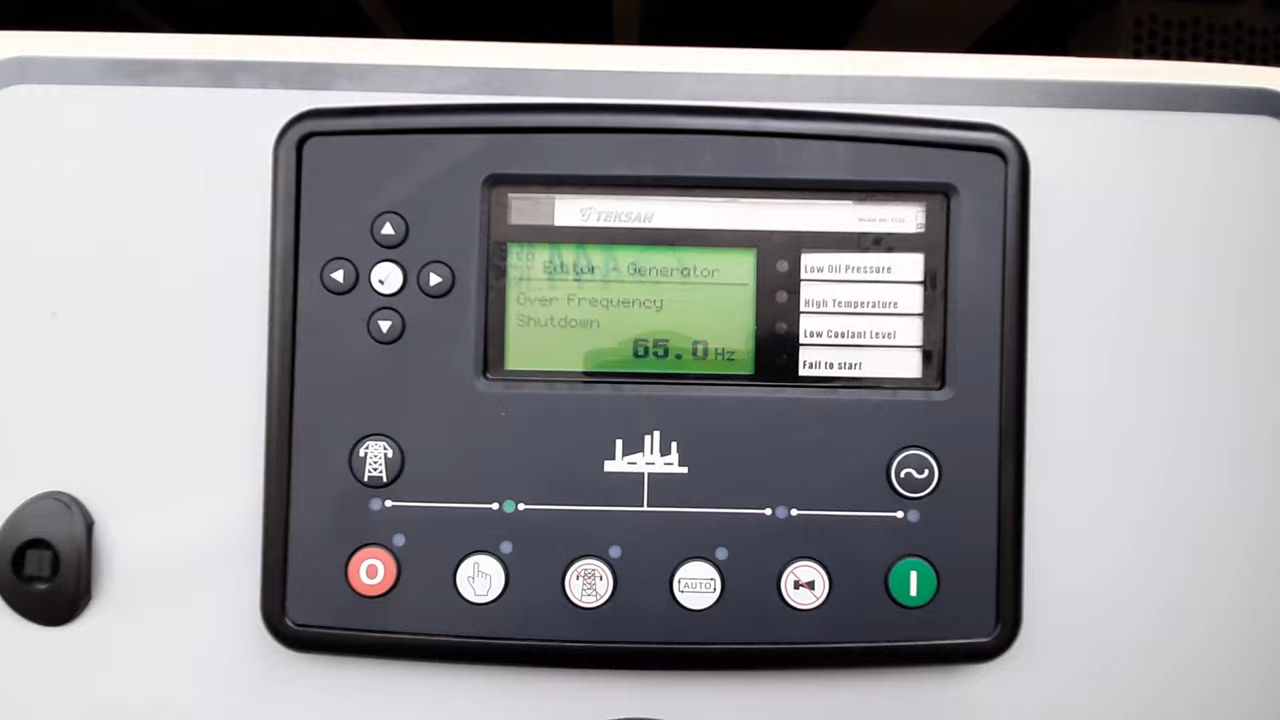 TEKSAN
Editor - Generator
Over Frequency
Shutdown
65.0 Hz
Low Oil Pressure
High Temperature
Low Coolant Level
Fail to start
O
AUTO
I